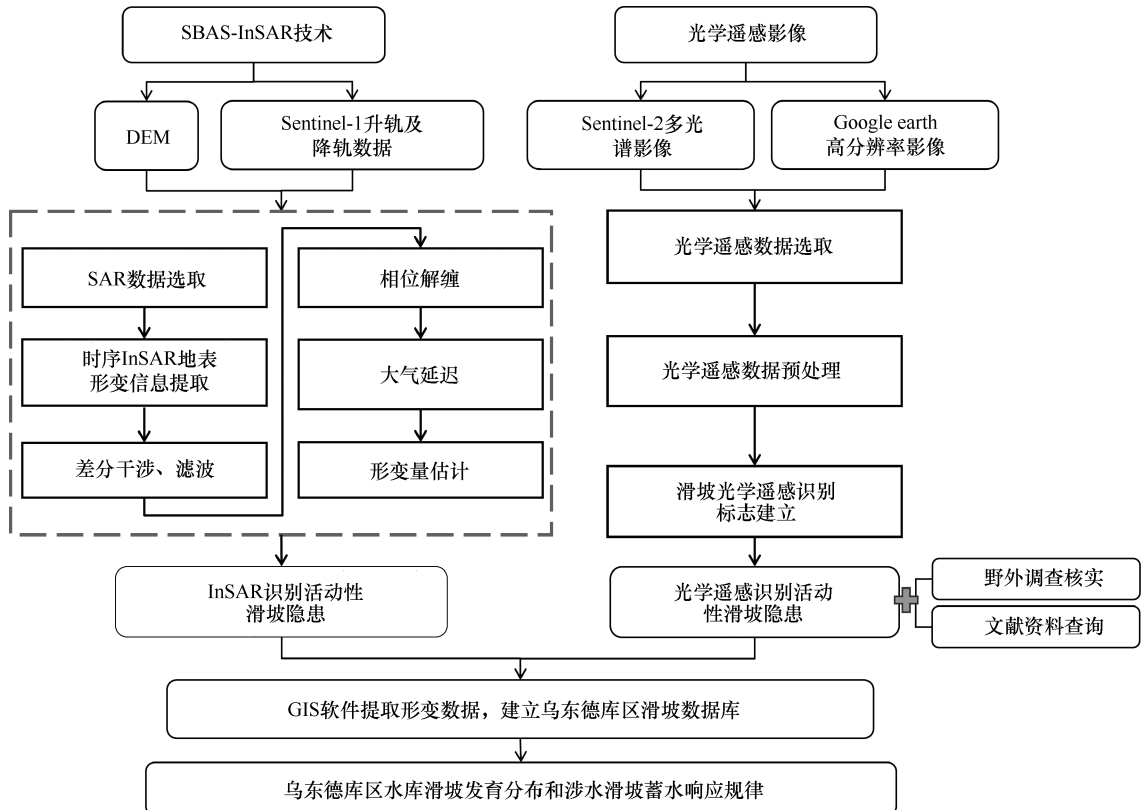 SBAS-InSAR技术
光学遥感影像
DEM
Sentinel-1升轨及
降轨数据
Sentinel-2多光
谱影像
Google earth
高分辨率影像
SAR数据选取
时序InSAR地表
形变信息提取
差分干涉、滤波
相位解缠
大气延迟
形变量估计
光学遥感数据选取
光学遥感数据预处理
滑坡光学遥感识别
标志建立
InSAR识别活动性
滑坡隐患
光学遥感识别活动
性滑坡隐患
野外调查核实
文献资料查询
GIS软件提取形变数据，建立乌东德库区滑坡数据库
乌东德库区水库滑坡发育分布和涉水滑坡蓄水响应规律